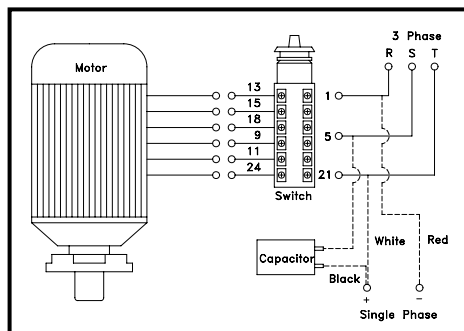 3 Phase
R S T
Motor
13 1
15
18 5
9
11
24 21
Switch
White Red
Capacitor
Black
+ −
Single Phase